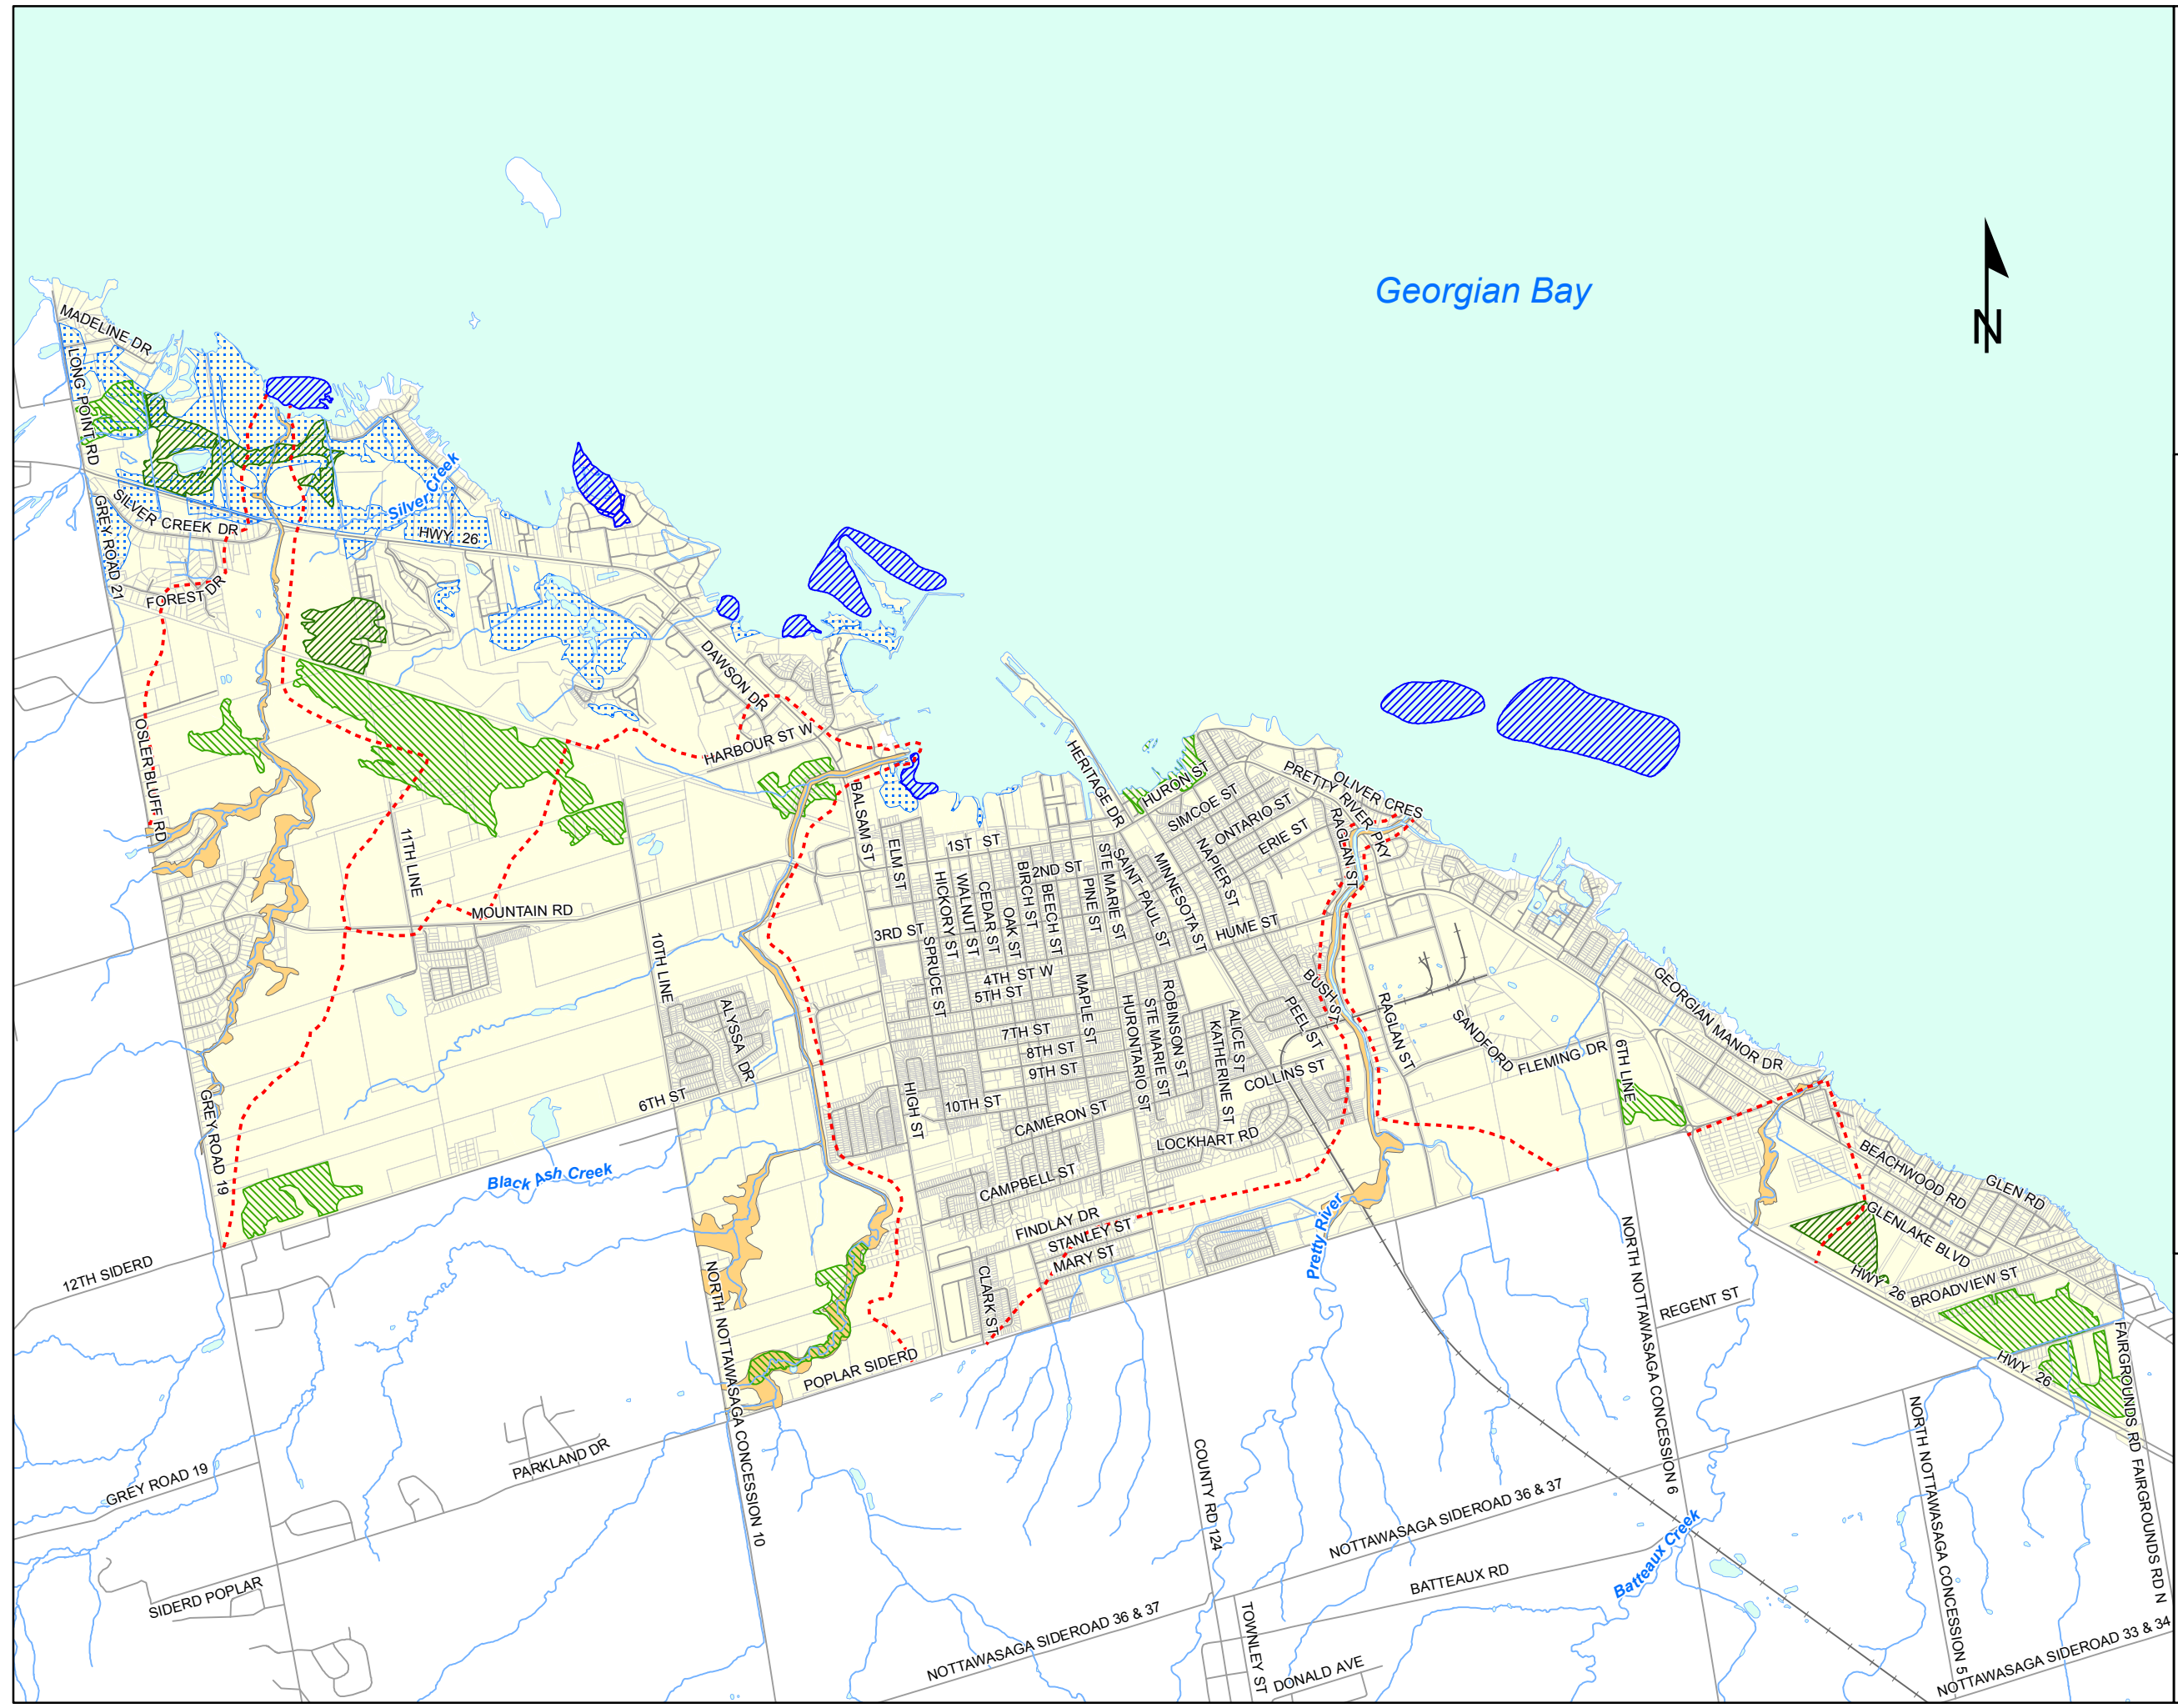 Georgian Bay
N
MADELINE DR
LONG POINT RD
Silver Creek
SILVER CREEK DR
HWY 26
GREY ROAD 21
FOREST DR
OSLER BLUFF RD
DAWSON DR
HARBOUR ST W
HERITAGE DR
HURON ST
PRETTY RIVER PKY
OLIVER CRES
SIMCOE ST
ONTARIO ST
ERIE ST
NAPIER ST
RAGLAN ST
BALSAM ST
11TH LINE
ELM ST
1ST ST
2ND ST
BIRCH ST
BEECH ST
PINE ST
STE MARIE ST
SAINT PAUL ST
MINNESOTA ST
HICKORY ST
WALNUT ST
CEDAR ST
OAK ST
MOUNTAIN RD
3RD ST
HUME ST
10TH LINE
SPRUCE ST
4TH ST W
5TH ST
MAPLE ST
HURONTARIO ST
STE MARIE ST
ROBINSON ST
KATHERINE ST
ALICE ST
PEEL ST
BUSH ST
RAGLAN ST
SANDFORD FLEMING DR
6TH LINE
GEORGIAN MANOR DR
ALYSSA DR
7TH ST
8TH ST
9TH ST
COLLINS ST
6TH ST
HIGH ST
10TH ST
CAMERON ST
LOCKHART RD
GREY ROAD 19
Black Ash Creek
CAMPBELL ST
FINDLAY DR
STANLEY ST
MARY ST
CLARK ST
Pretty River
BEACHWOOD RD
GLEN RD
GLENLAKE BLVD
HWY 26
BROADVIEW ST
REGENT ST
12TH SIDERD
NORTH NOTTAWASAGA CONCESSION 10
POPLAR SIDERD
NORTH NOTTAWASAGA CONCESSION 6
HWY 26
FAIRGROUNDS RD
FAIRGROUNDS RD N
NORTH NOTTAWASAGA CONCESSION 5
PARKLAND DR
GREY ROAD 19
COUNTY RD 124
NOTTAWASAGA SIDEROAD 36 & 37
BATTEAUX RD
Batteaux Creek
SIDERD POPLAR
NOTTAWASAGA SIDEROAD 36 & 37
TOWNLEY ST
DONALD AVE
NOTTAWASAGA SIDEROAD 33 & 34